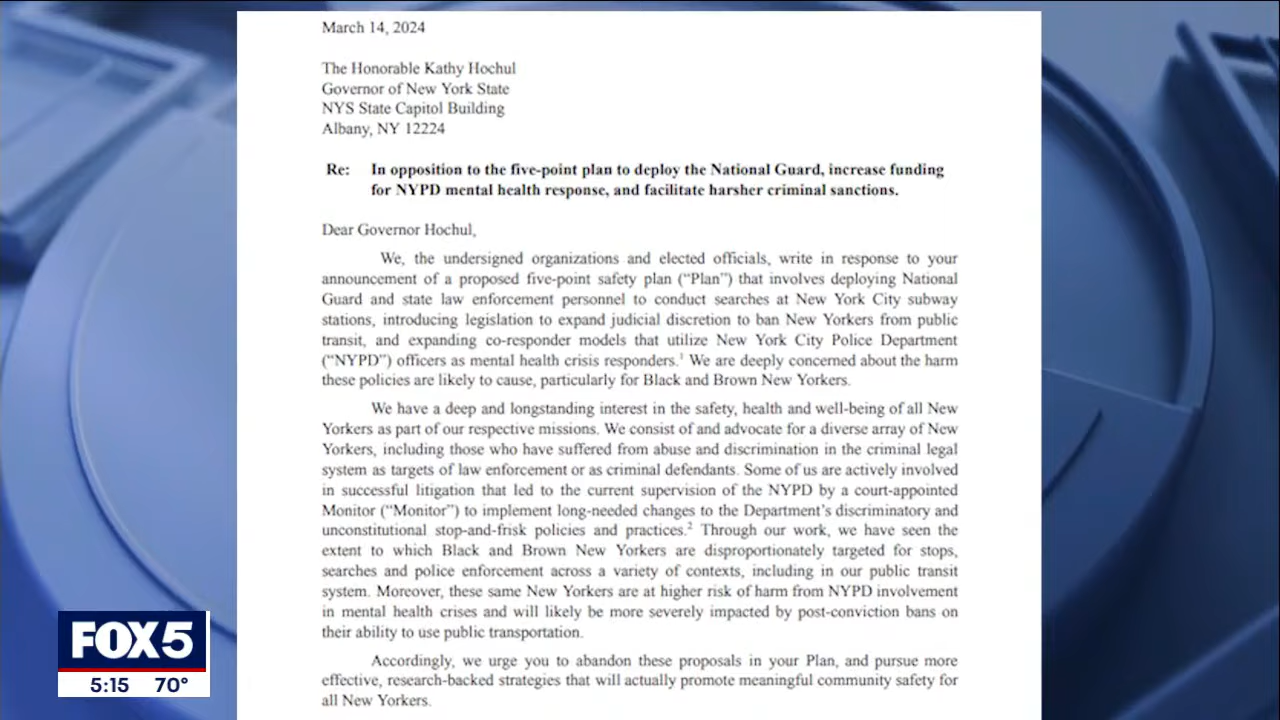 March 14, 2024
The Honorable Kathy Hochul
Governor of New York State
NYS State Capitol Building
Albany, NY 12224
Re: In opposition to the five-point plan to deploy the National Guard, increase funding
for NYPD mental health response, and facilitate harsher criminal sanctions.
Dear Governor Hochul,
We, the undersigned organizations and elected officials, write in response to your
announcement of a proposed five-point safety plan (“Plan”) that involves deploying National
Guard and state law enforcement personnel to conduct searches at New York City subway
stations, introducing legislation to expand judicial discretion to ban New Yorkers from public
transit, and expanding co-responder models that utilize New York City Police Department
(“NYPD”) officers as mental health crisis responders.¹ We are deeply concerned about the harm
these policies are likely to cause, particularly for Black and Brown New Yorkers.
We have a deep and longstanding interest in the safety, health and well-being of all New
Yorkers as part of our respective missions. We consist of and advocate for a diverse array of New
Yorkers, including those who have suffered from abuse and discrimination in the criminal legal
system as targets of law enforcement or as criminal defendants. Some of us are actively involved
in successful litigation that led to the current supervision of the NYPD by a court-appointed
Monitor (“Monitor”) to implement long-needed changes to the Department’s discriminatory and
unconstitutional stop-and-frisk policies and practices.² Through our work, we have seen the
extent to which Black and Brown New Yorkers are disproportionately targeted for stops,
searches and police enforcement across a variety of contexts, including in our public transit
system. Moreover, these same New Yorkers are at higher risk of harm from NYPD involvement
in mental health crises and will likely be more severely impacted by post-conviction bans on
their ability to use public transportation.
Accordingly, we urge you to abandon these proposals in your Plan, and pursue more
effective, research-backed strategies that will actually promote meaningful community safety for
all New Yorkers.
FOX5
5:15 70°